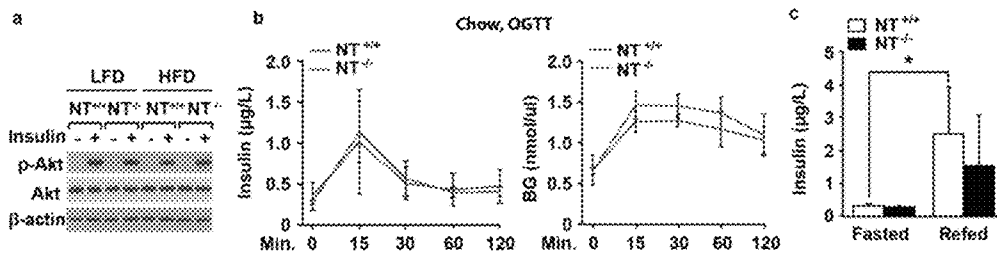 a
LFD HFD
NT+/+ NT-/- NT+/+ NT-/-
Insulin - + - + - + - +
p-Akt
Akt
β-actin
b
Chow, OGTT
NT+/+
NT-/-
Insulin (µg/L)
2.0
1.5
1.0
0.5
0
Min. 0 15 30 60 120
NT+/+
NT-/-
BG (nmol/ul)
2.0
1.5
1.0
0.5
0
Min. 0 15 30 60 120
c
NT+/+
NT-/-
Insulin (µg/L)
5
4
3
2
1
0
*
Fasted Refed